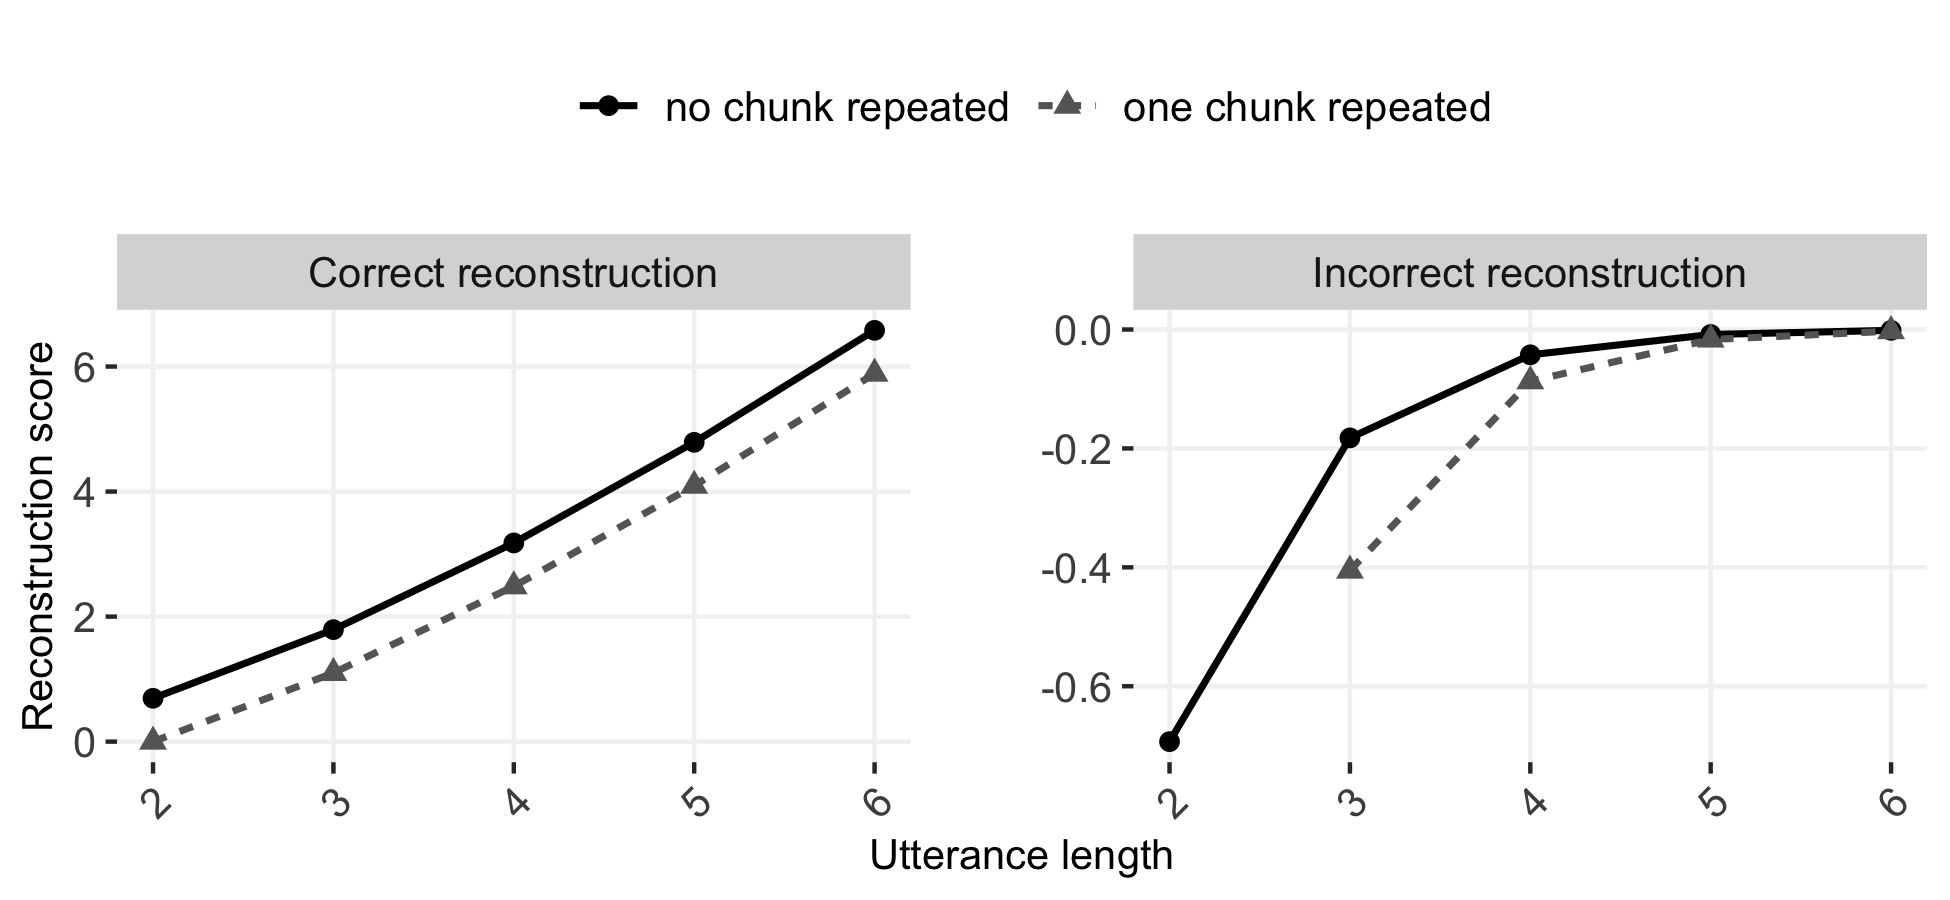 no chunk repeated one chunk repeated
Correct reconstruction
Incorrect reconstruction
Reconstruction score
6
4
2
0
0.0
-0.2
-0.4
-0.6
2 3 4 5 6
2 3 4 5 6
Utterance length